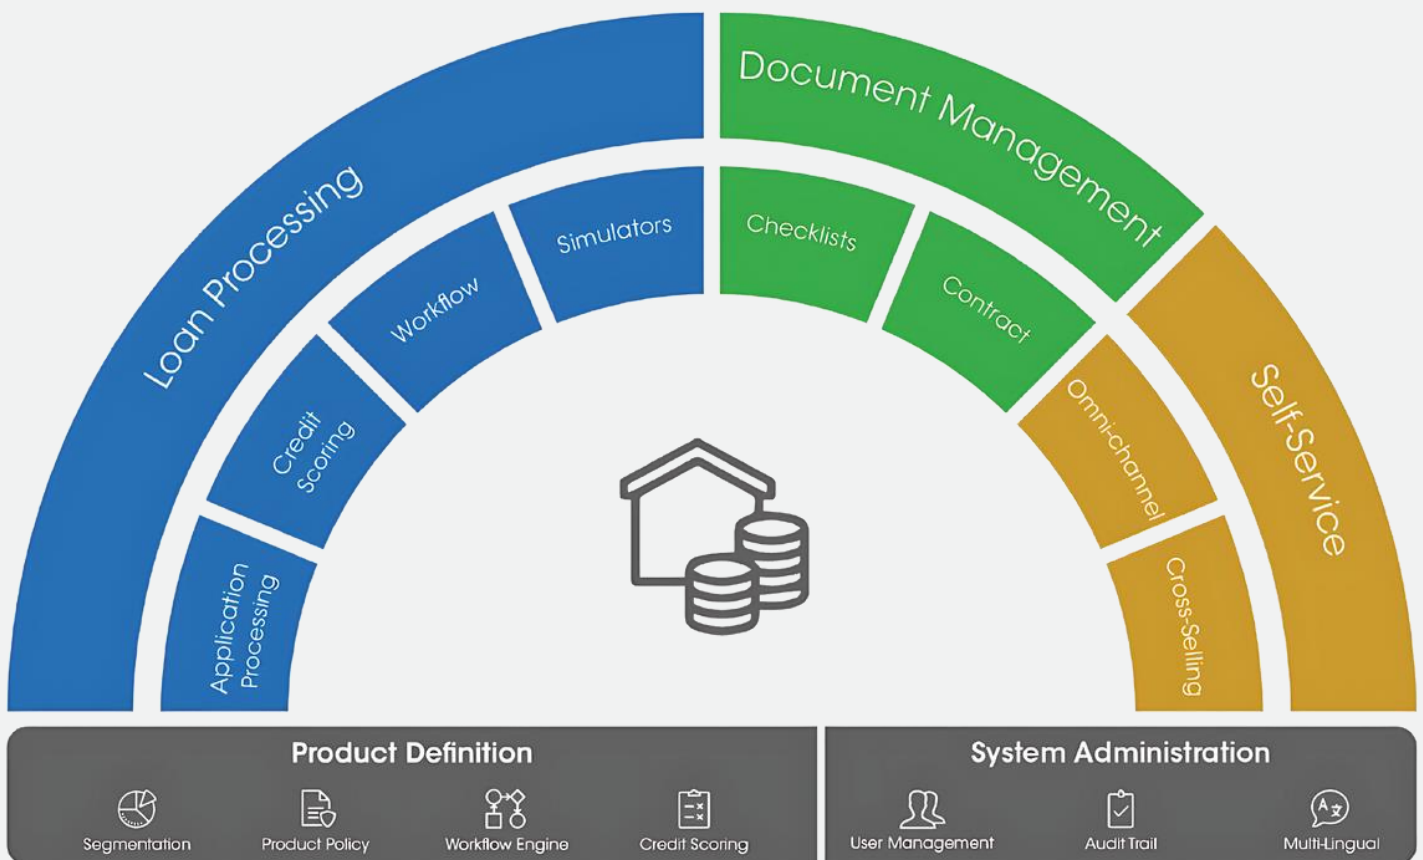 Loan Processing
Document Management
Self-Service
Application
Processing
Credit
Scoring
Workflow
Simulators
Checklists
Contract
Omni-channel
Cross-Selling
Product Definition
Segmentation
Product Policy
Workflow Engine
Credit Scoring
System Administration
User Management
Audit Trail
A
Multi-Lingual